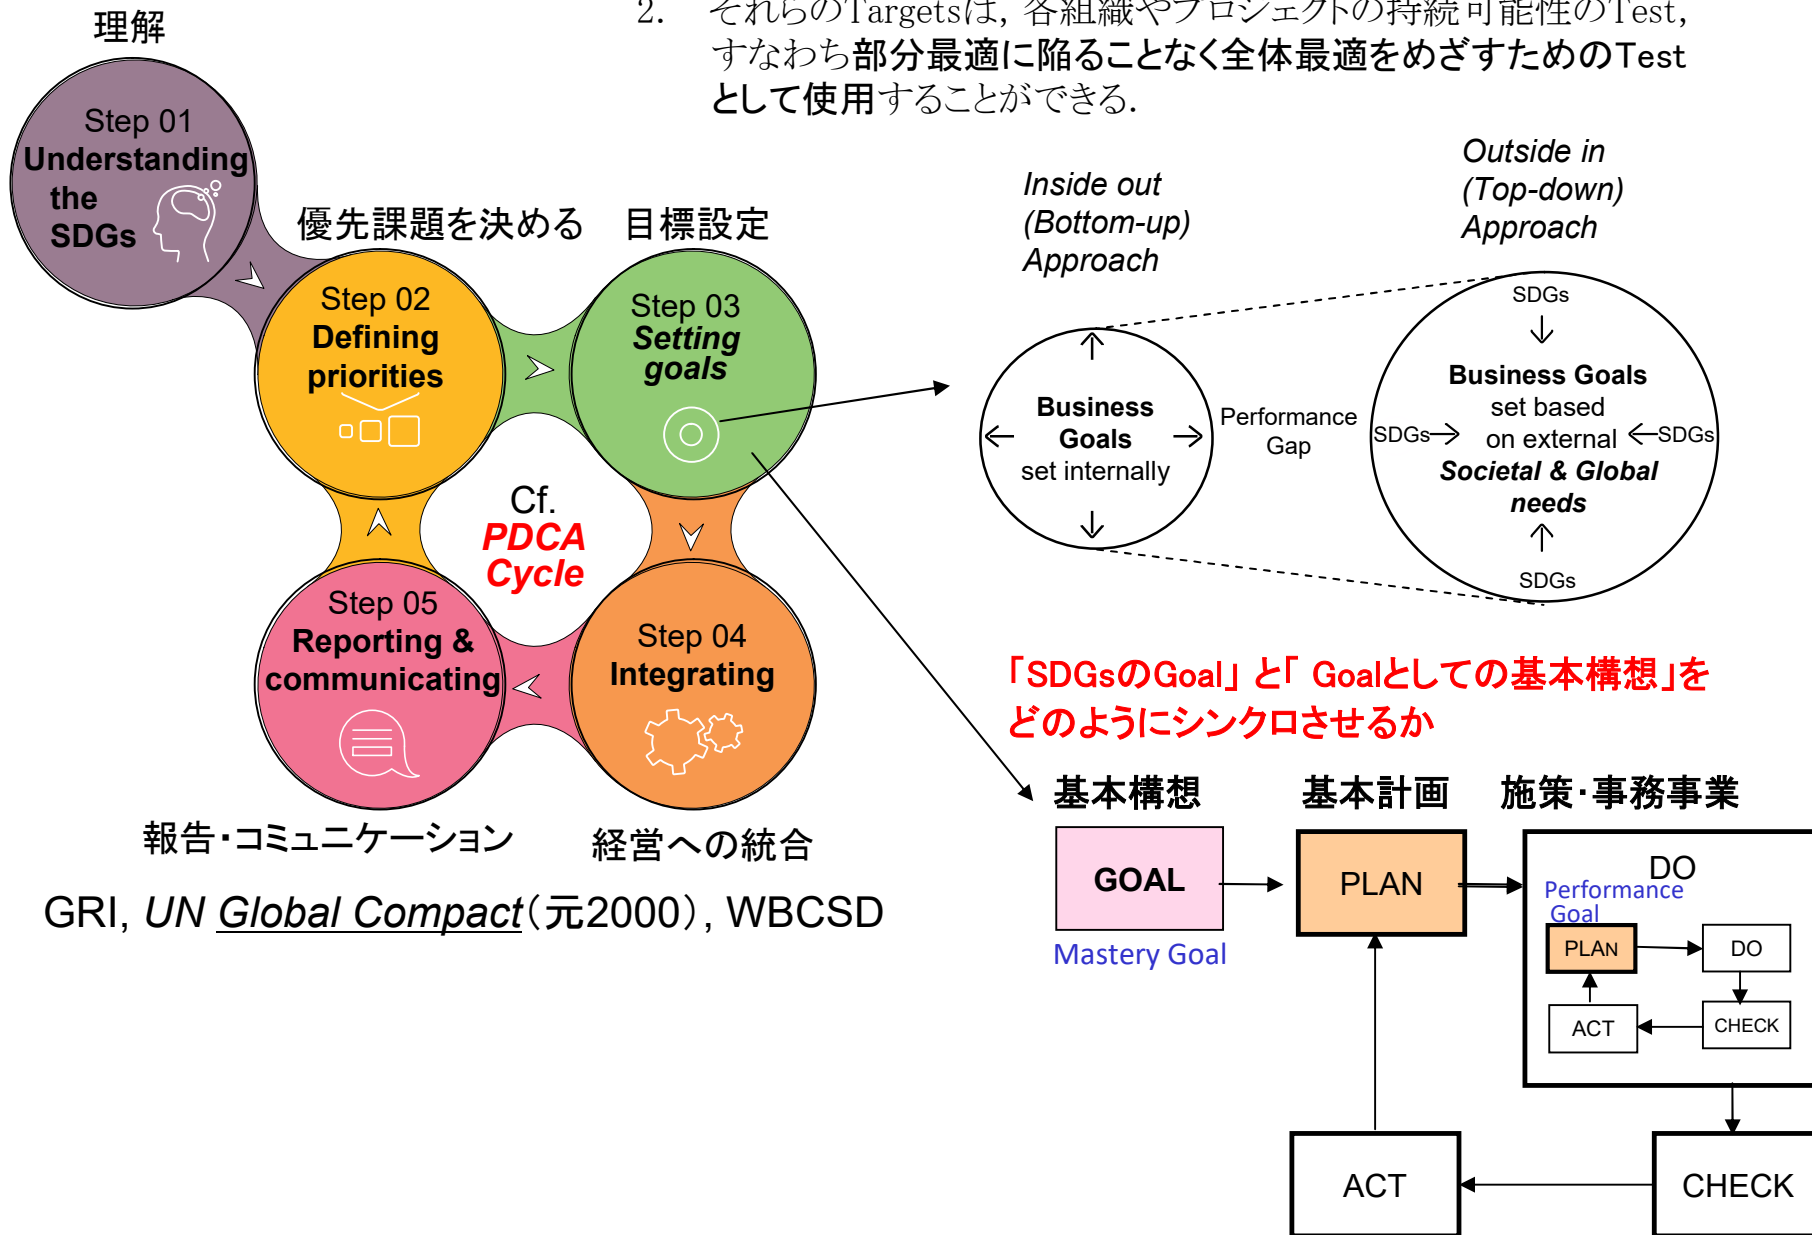 2. それらのTargetsは，各組織やプロジェクトの持続可能性のTest,
すなわち部分最適に陥ることなく全体最適をめざすためのTest
として使用することができる.
理解
Step 01
Understanding
the
SDGs
優先課題を決める
Step 02
Defining
priorities
目標設定
Step 03
Setting
goals
Cf.
PDCA
Cycle
Step 05
Reporting &
communicating
Step 04
Integrating
報告・コミュニケーション
経営への統合
GRI, UN Global Compact（元2000）, WBCSD
Inside out
(Bottom-up)
Approach
Outside in
(Top-down)
Approach
Business
Goals
set internally
Performance
Gap
SDGs
Business Goals
set based
on external
Societal & Global
needs
SDGs
SDGs
SDGs
「SDGsのGoal」 と「 Goalとしての基本構想」を
どのようにシンクロさせるか
基本構想
基本計画
施策・事務事業
GOAL
Mastery Goal
PLAN
DO
Performance
Goal
PLAN
DO
ACT
CHECK
ACT
CHECK